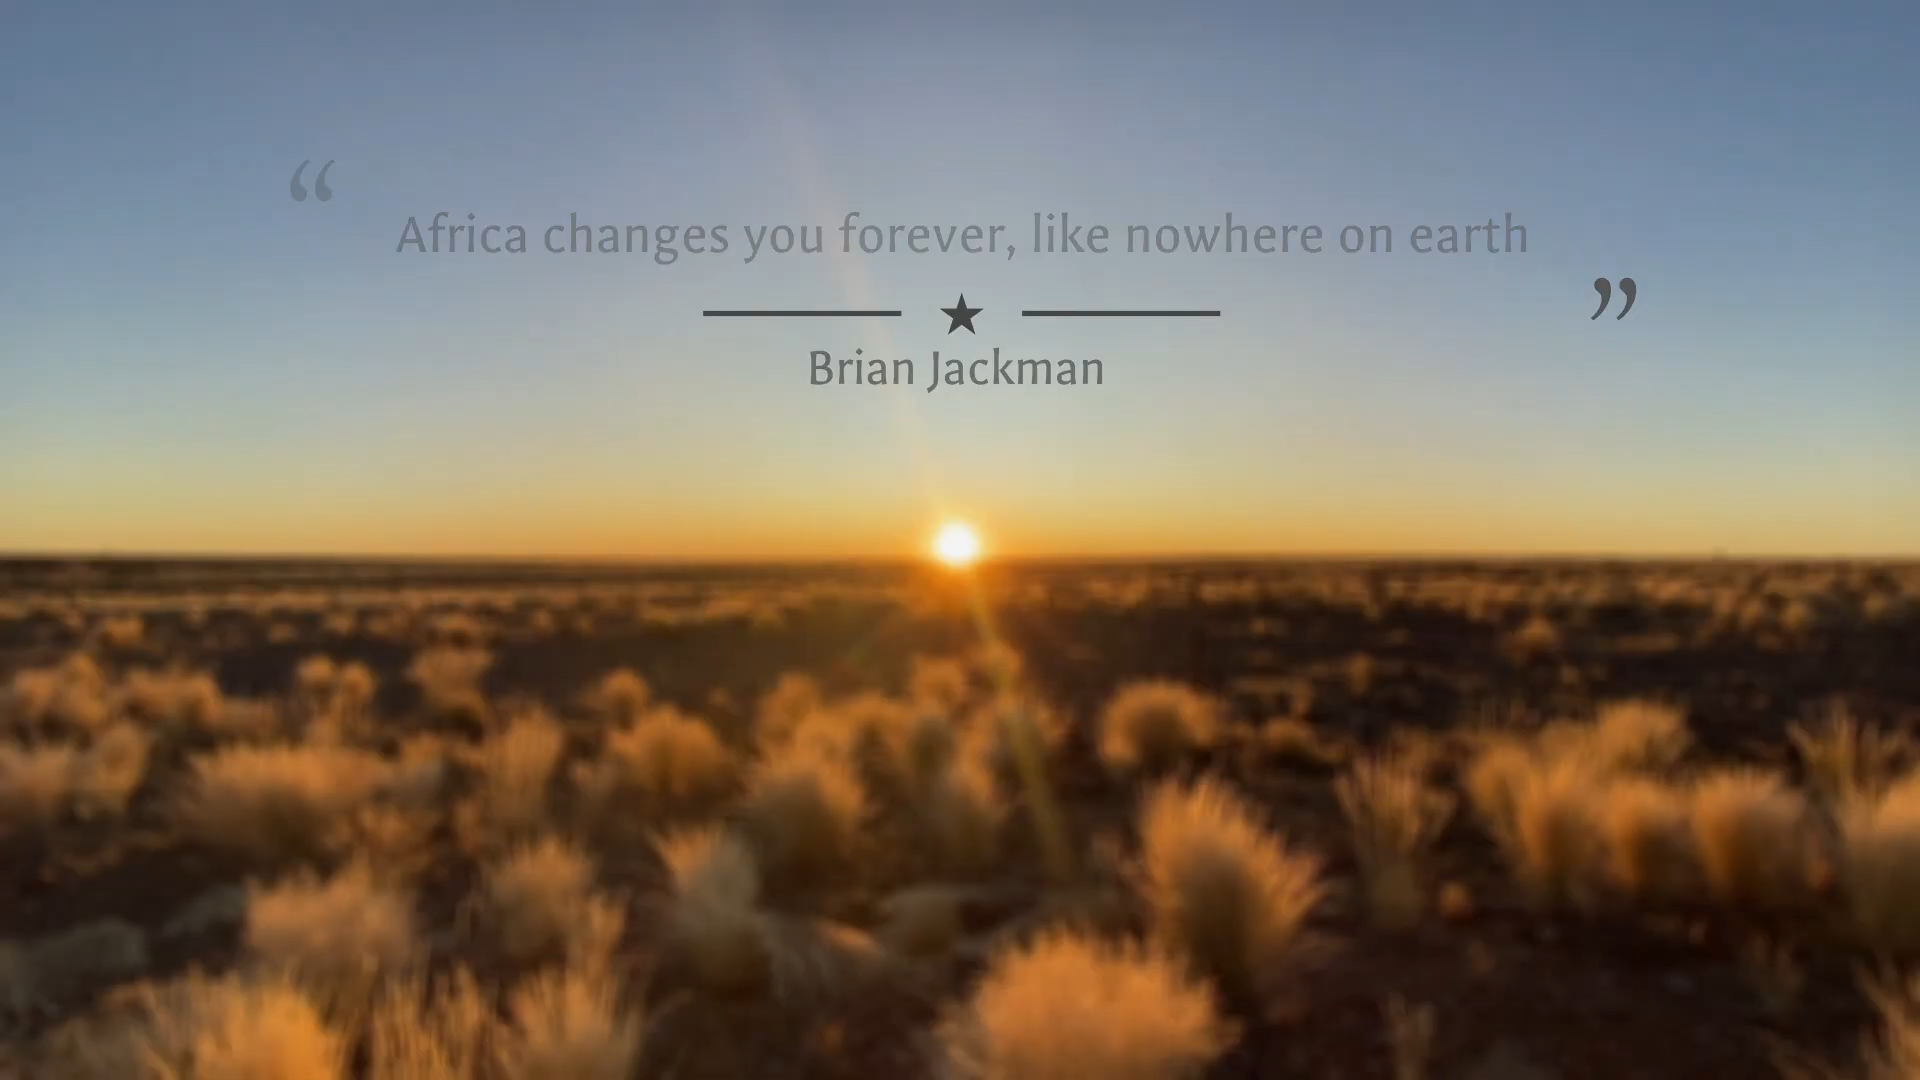 “
Africa changes you forever, like nowhere on earth
”
★
Brian Jackman